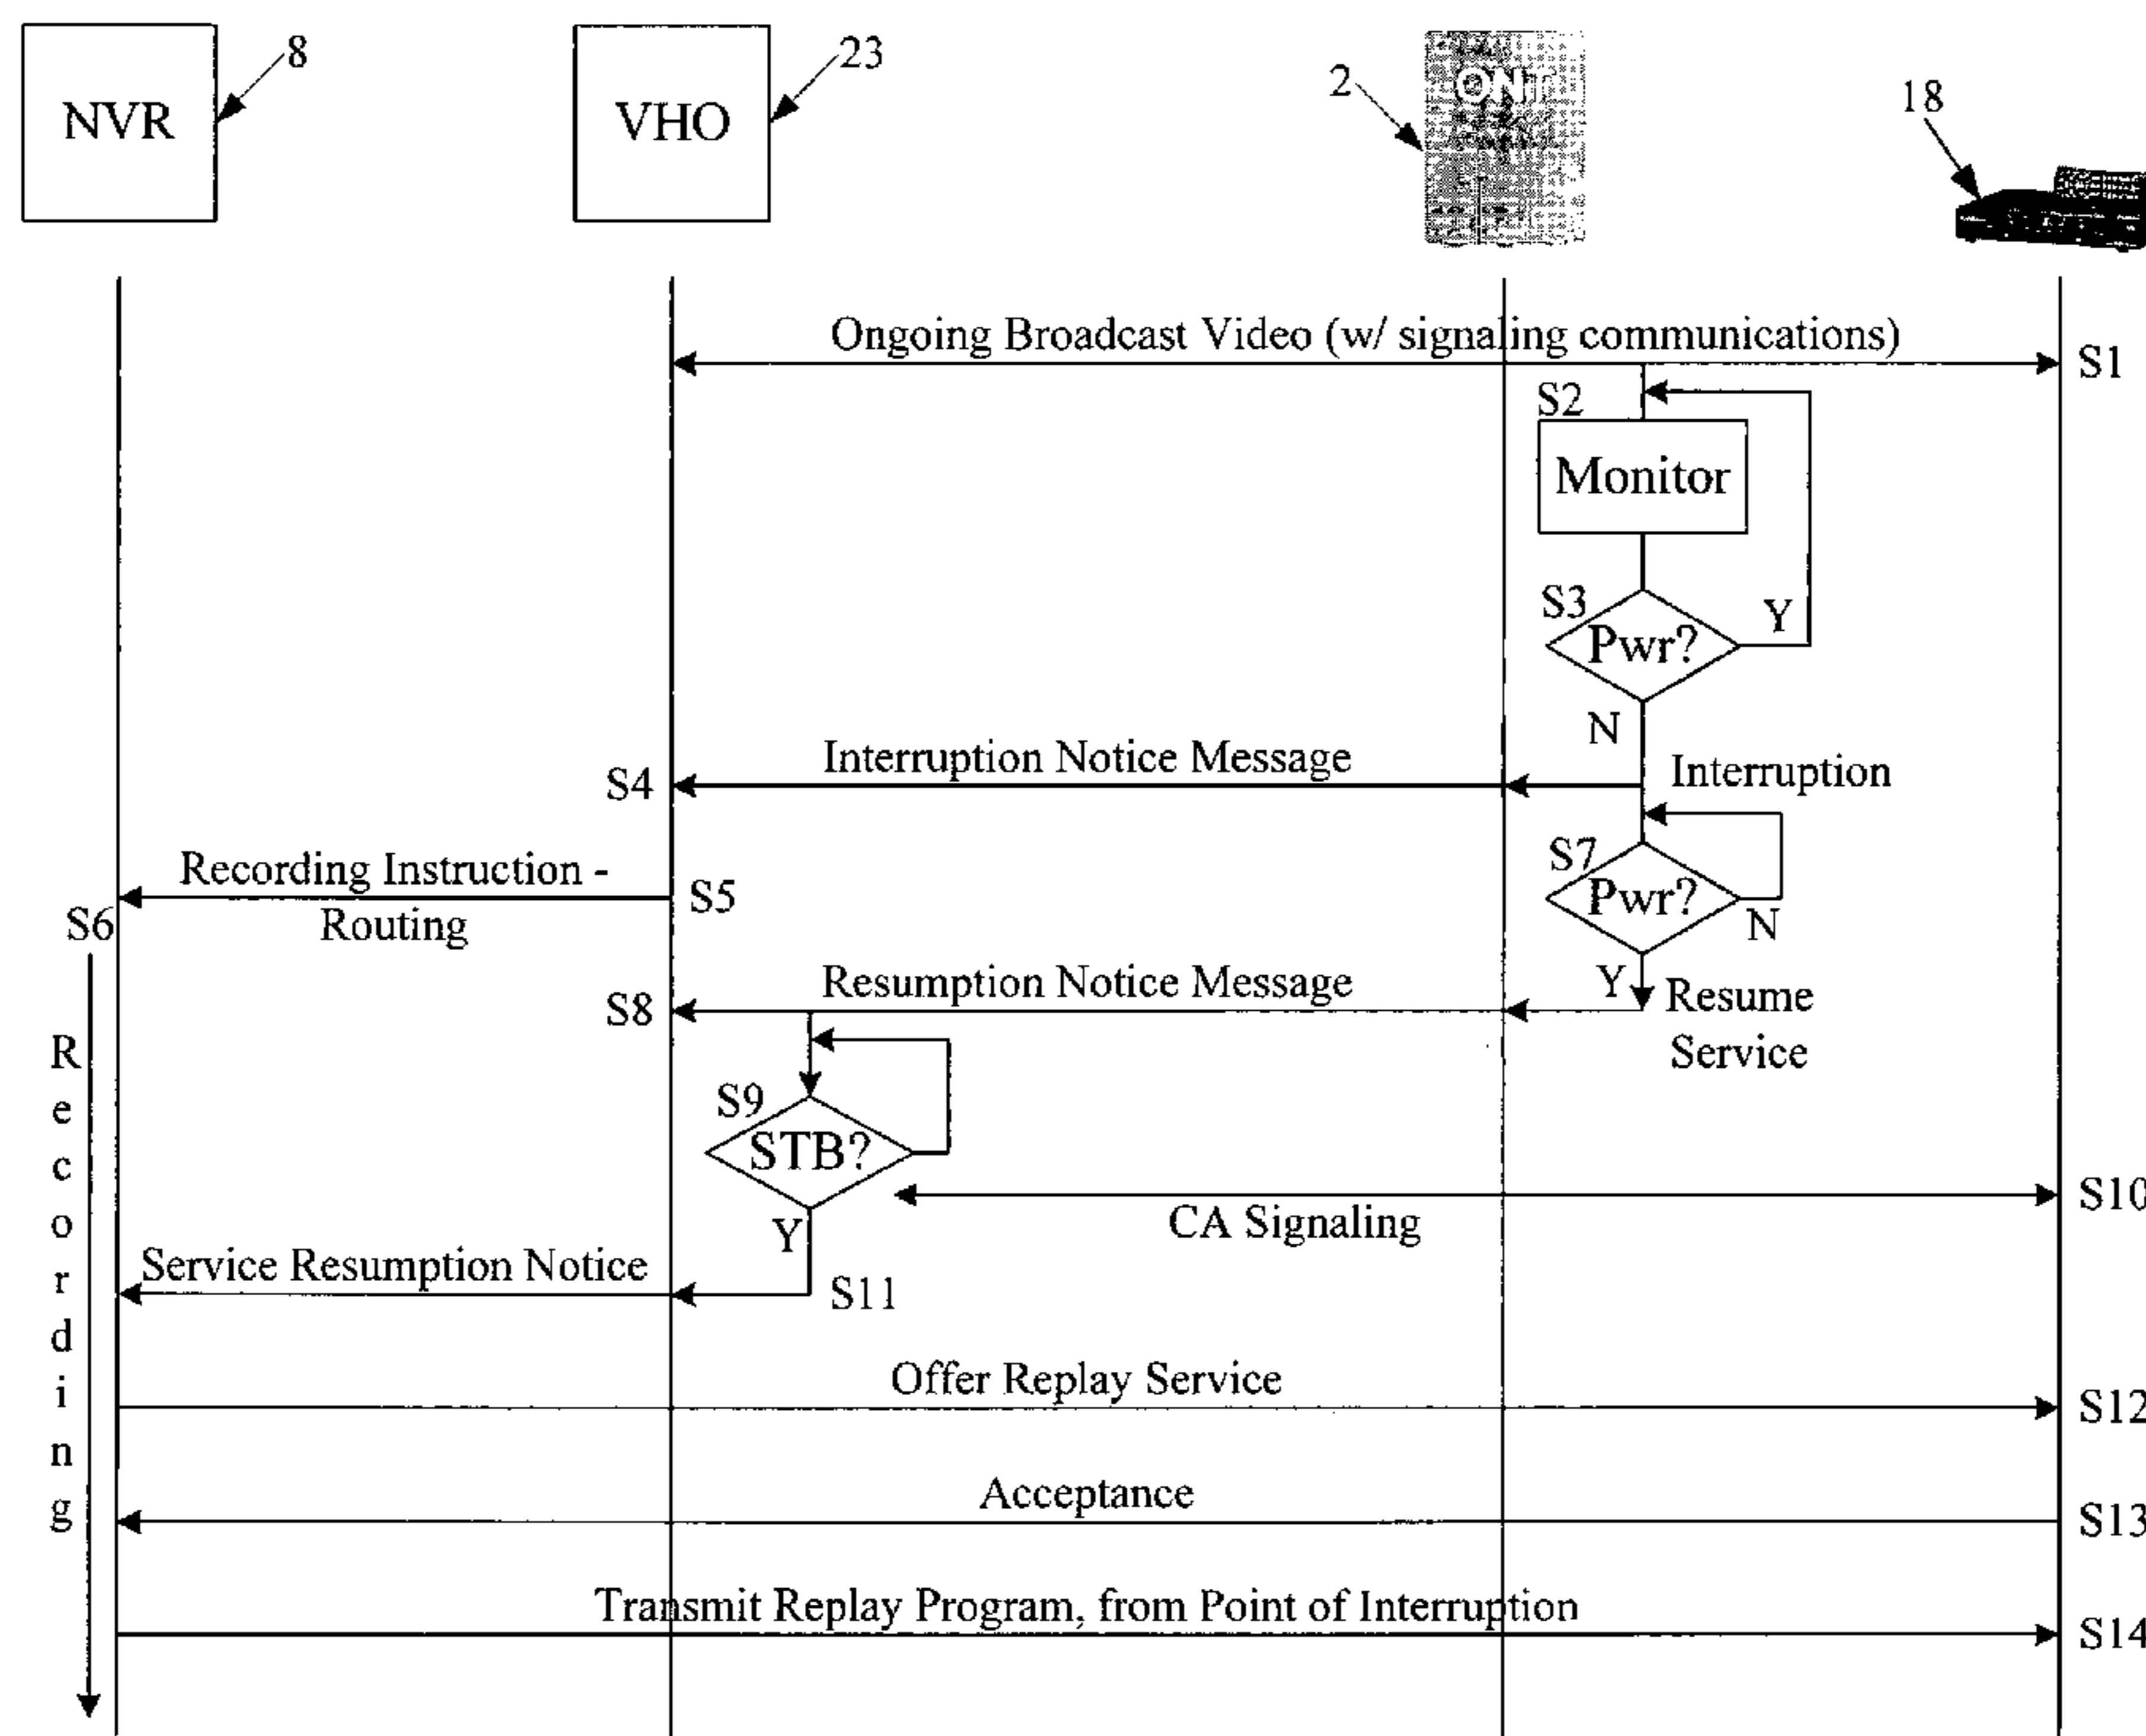 NVR
8
VHO
23
2
ONT
18
Ongoing Broadcast Video (w/ signaling communications)
S1
S2
Monitor
S3
Pwr?
Y
N
Interruption Notice Message
S4
Interruption
S7
Pwr?
N
Recording Instruction -
Routing
S5
S6
Y
Resume
Service
Resumption Notice Message
S8
Recording
S9
STB?
CA Signaling
S10
Y
Service Resumption Notice
S11
Offer Replay Service
S12
Acceptance
S13
Transmit Replay Program, from Point of Interruption
S14